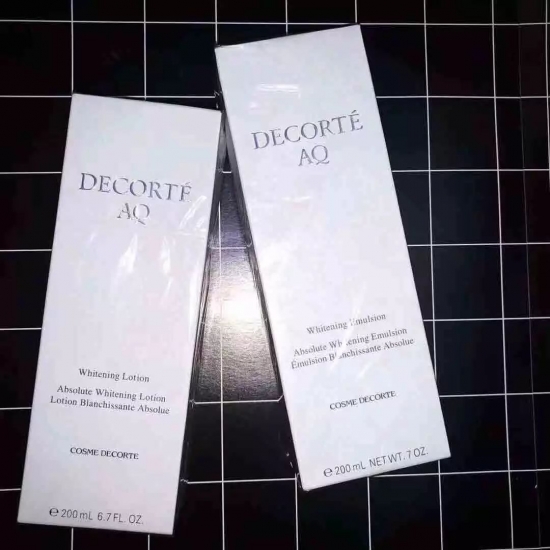 DECORTÉ
AQ
Whitening Lotion
Absolute Whitening Lotion
Lotion Blanchissante Absolue
COSME DECORTE
℮ 200 mL 6.7 FL. OZ.
DECORTÉ
AQ
Whitening Emulsion
Absolute Whitening Emulsion
Émulsion Blanchissante Absolue
COSME DECORTE
℮ 200 mL NET WT. 7 OZ.